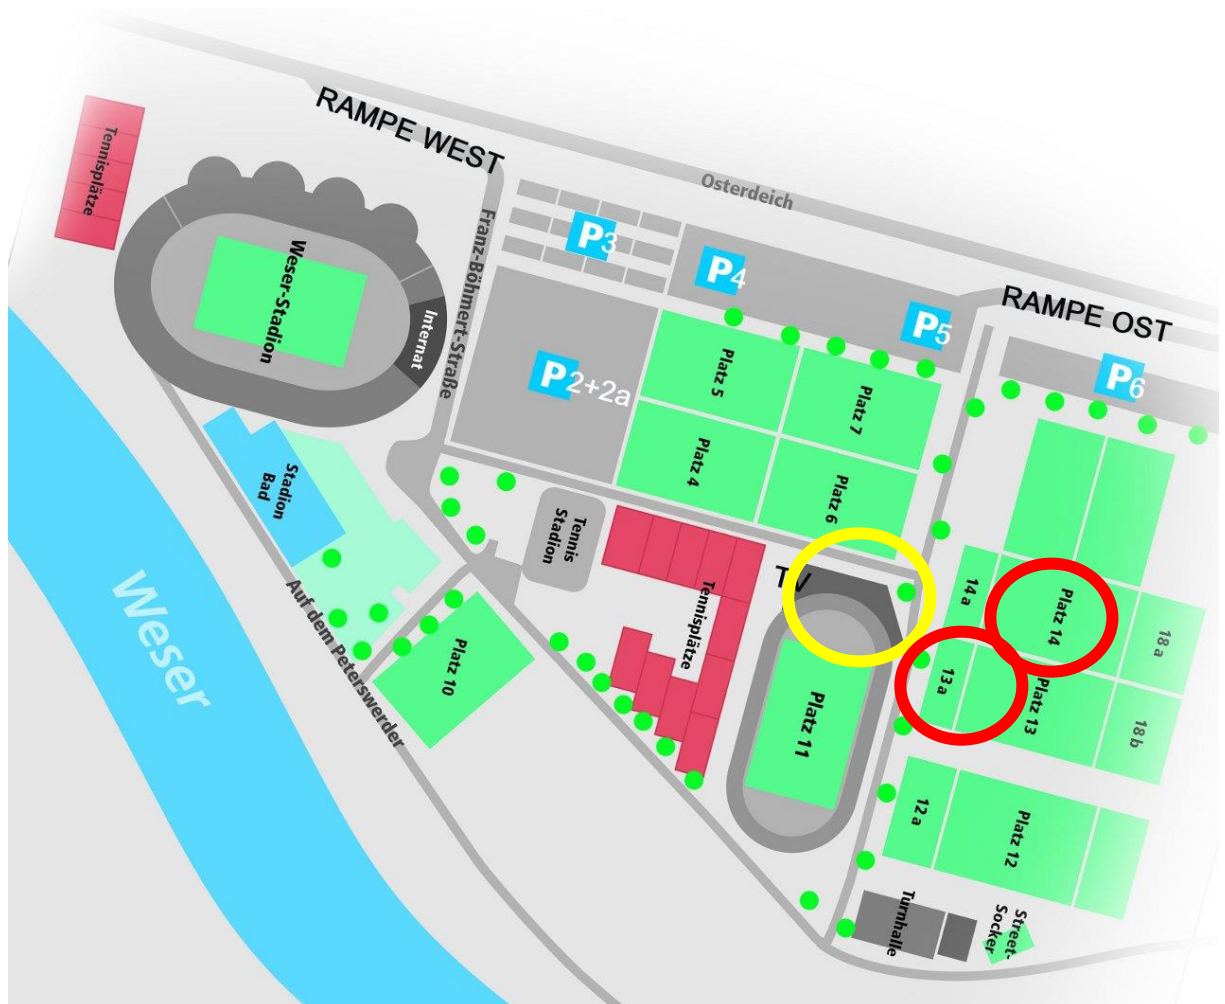 RAMPE WEST
Osterdeich
Tennisplätze
Franz-Böhmert-Straße
P3
P4
Weser-Stadion
Internat
RAMPE OST
P5
P6
P2+2a
Platz 5
Platz 7
Platz 4
Platz 6
Stadion
Bad
Tennis
Stadion
TV
Tennisplätze
14 a
Platz 14
18 a
Weser
Auf dem Peterswerder
Platz 10
Platz 11
13 a
Platz 13
18 b
12 a
Platz 12
Turnhalle
Street-
Socker